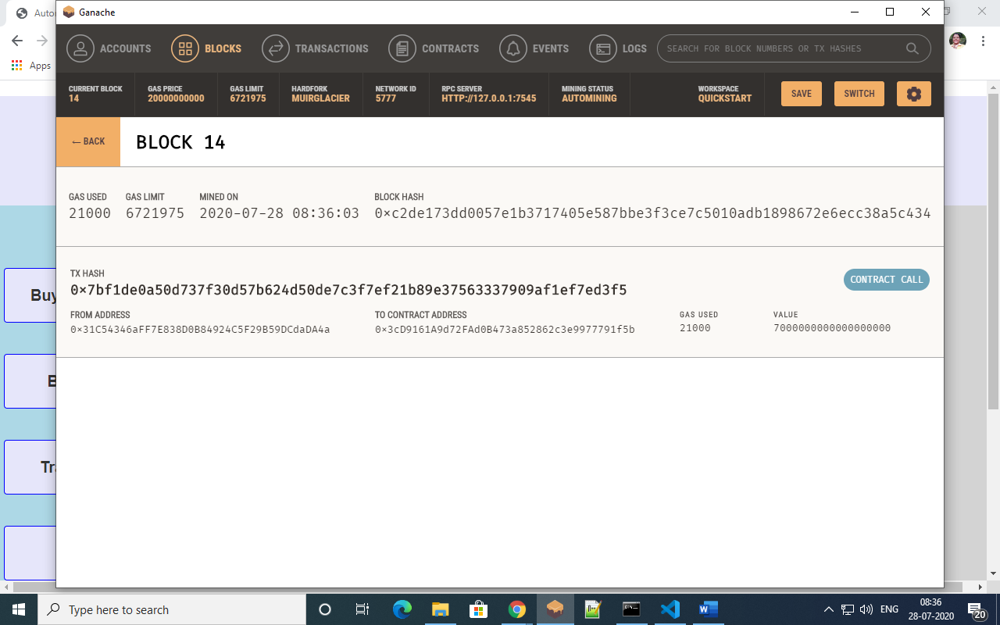 Ganache
Apps
ACCOUNTS BLOCKS TRANSACTIONS CONTRACTS EVENTS LOGS SEARCH FOR BLOCK NUMBERS OR TX HASHES
CURRENT BLOCK GAS PRICE GAS LIMIT HARDFORK NETWORK ID RPC SERVER MINING STATUS WORKSPACE
14 20000000000 6721975 MUIRGLACIER 5777 HTTP://127.0.0.1:7545 AUTOMINING QUICKSTART SAVE SWITCH
← BACK BLOCK 14
GAS USED GAS LIMIT MINED ON BLOCK HASH
21000 6721975 2020-07-28 08:36:03 0×c2de173dd0057e1b3717405e587bbe3f3ce7c5010adb1898672e6ecc38a5c434
TX HASH
0×7bf1de0a50d737f30d57b624d50de7c3f7ef21b89e37563337909af1ef7ed3f5 CONTRACT CALL
FROM ADDRESS TO CONTRACT ADDRESS GAS USED VALUE
0×31C54346aFF7E838D0B84924C5F29B59DCdaDA4a 0×3cD9161A9d72FAd0B473a852862c3e9977791f5b 21000 7000000000000000000
Type here to search
ENG
08:36
28-07-2020
20